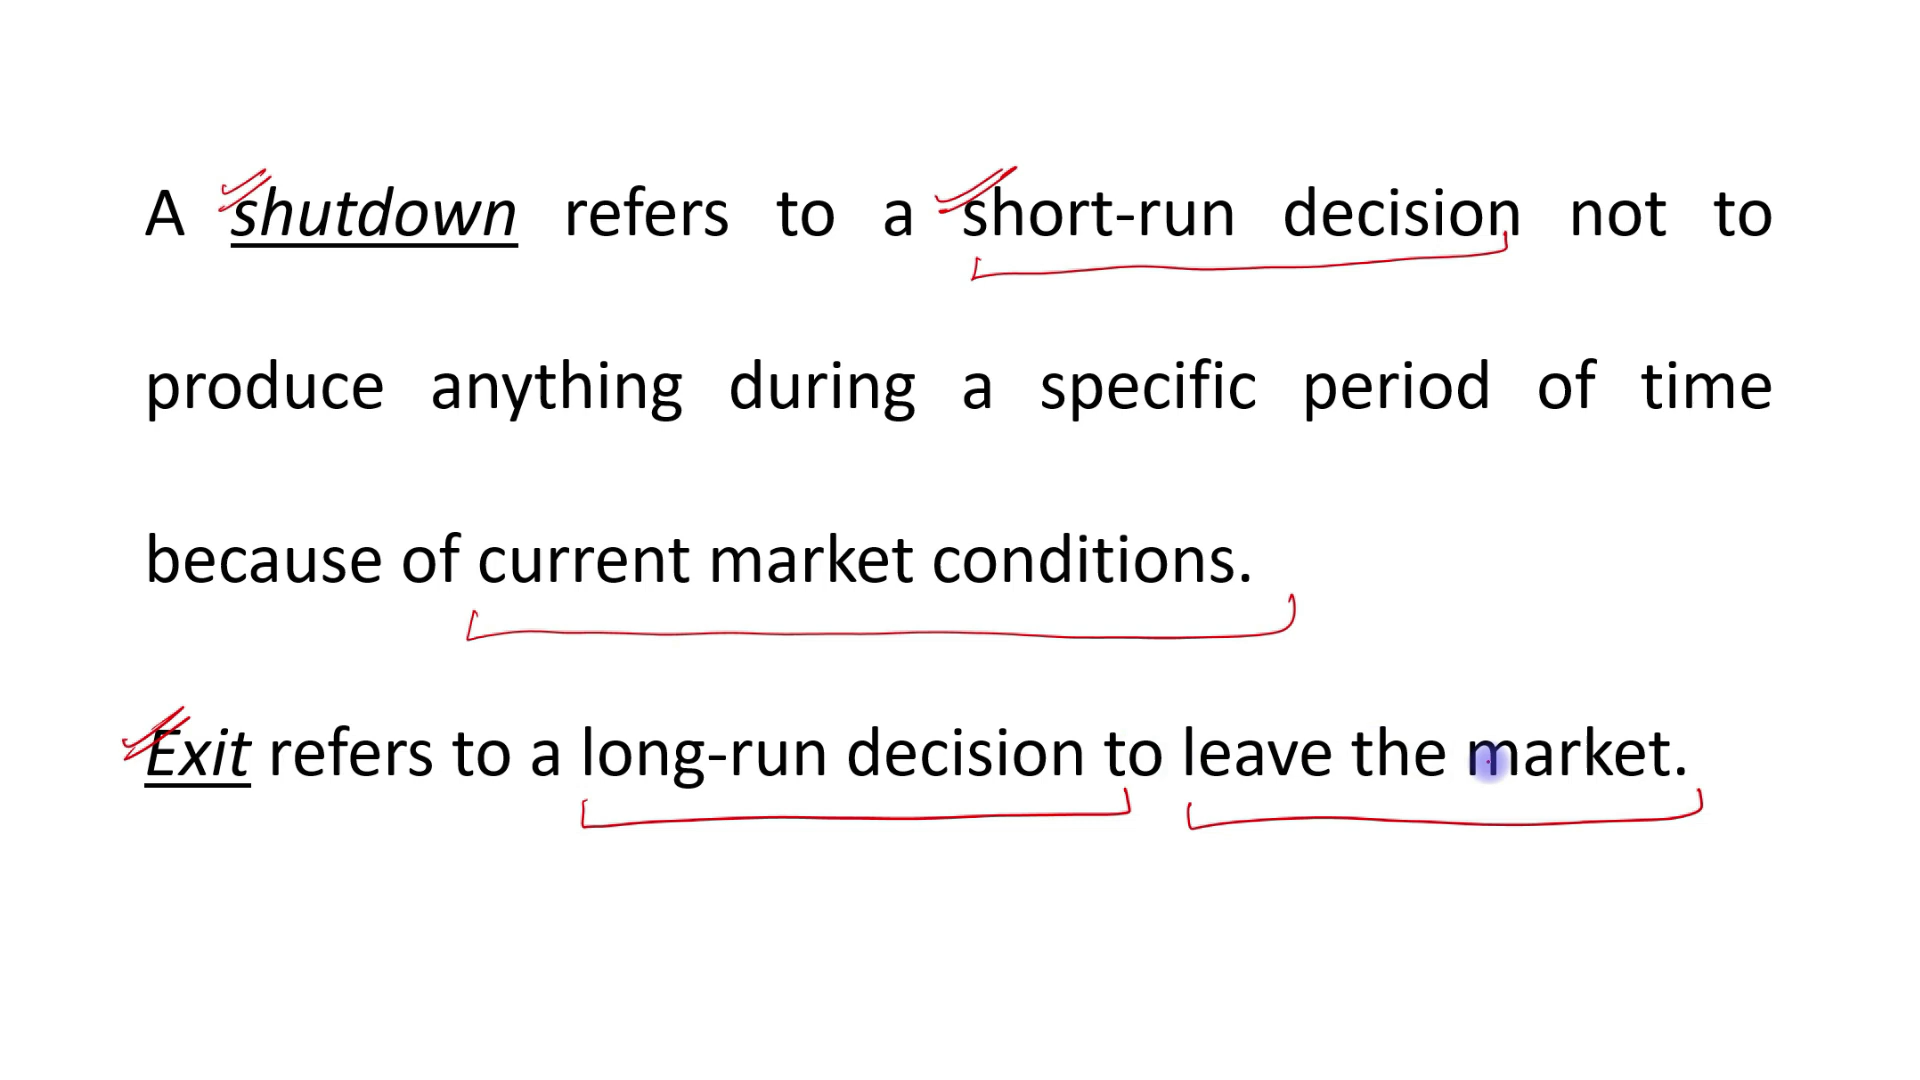 A shutdown refers to a short-run decision not to
produce anything during a specific period of time
because of current market conditions.
Exit refers to a long-run decision to leave the market.